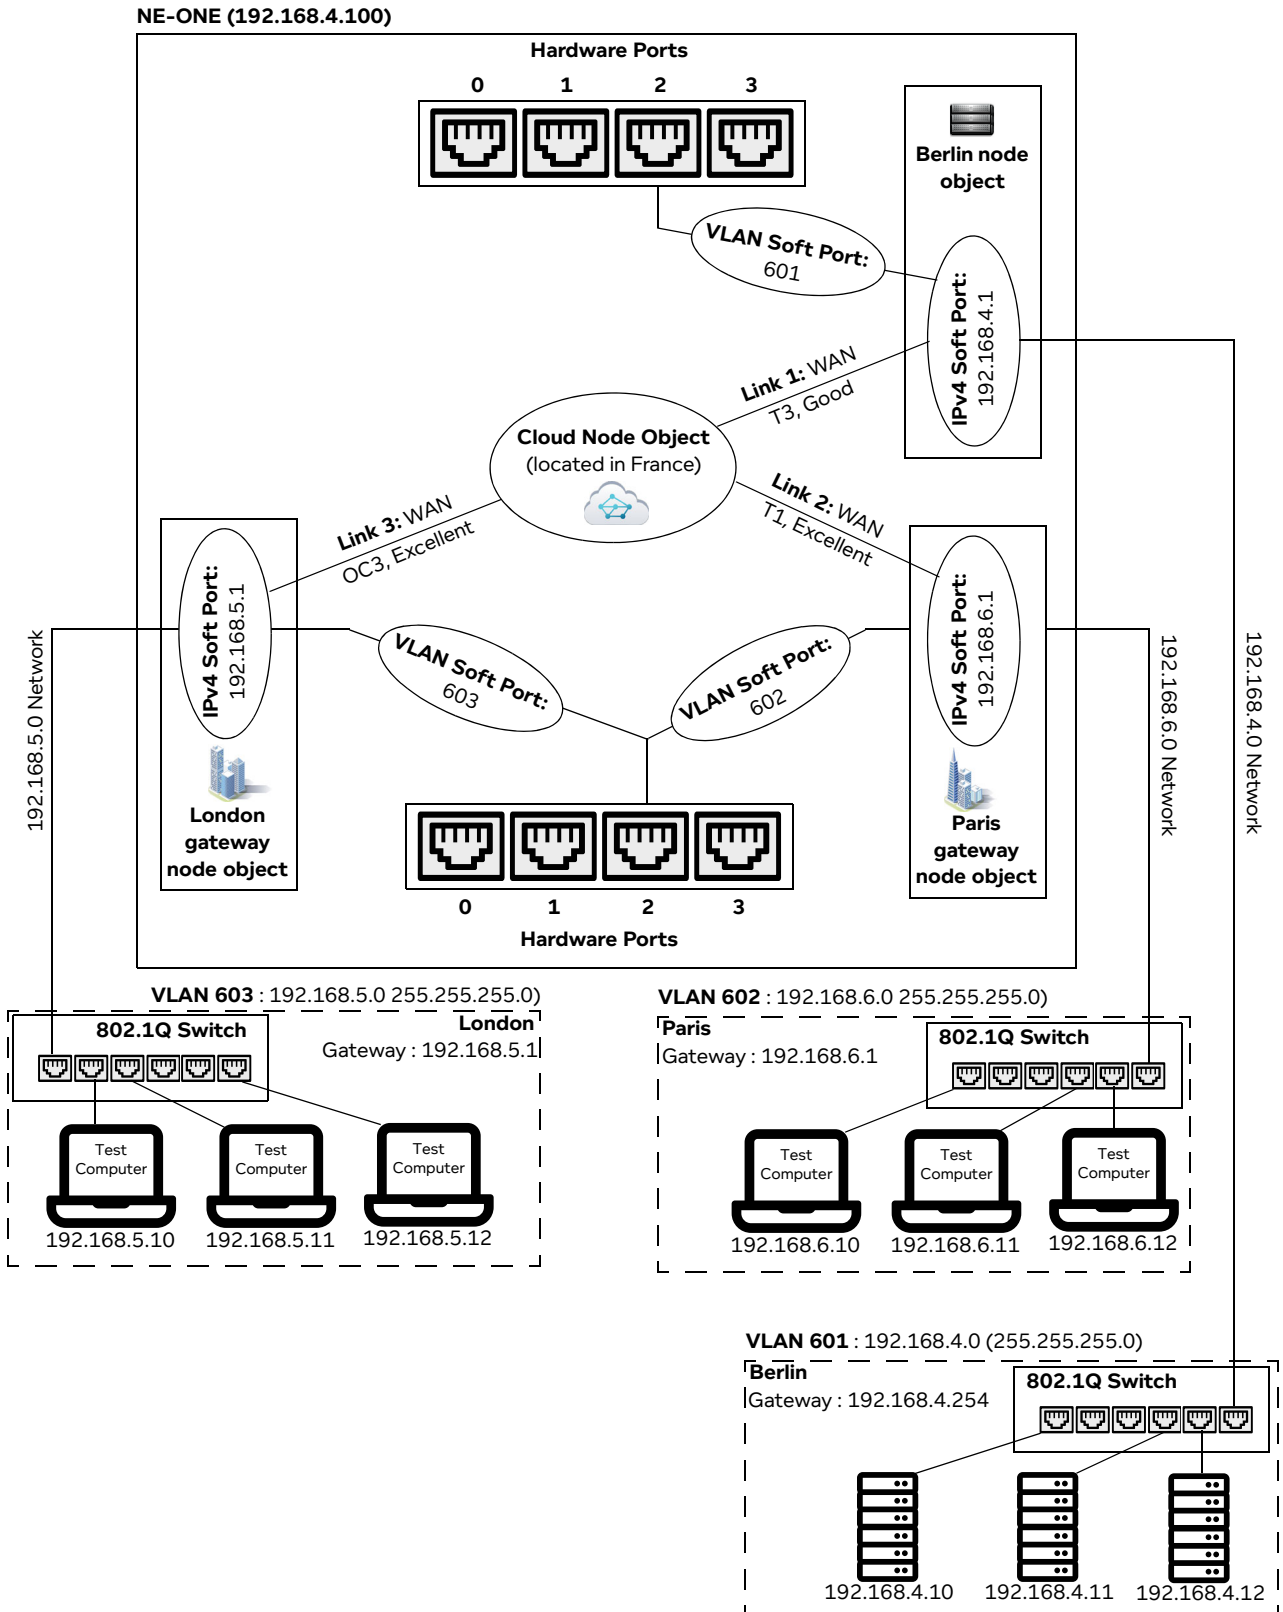 NE-ONE (192.168.4.100)
Hardware Ports
0 1 2 3
Berlin node
object
VLAN Soft Port:
601
IPv4 Soft Port:
192.168.4.1
Link 1: WAN
T3, Good
Cloud Node Object
(located in France)
Link 2: WAN
T1, Excellent
Link 3: WAN
OC3, Excellent
IPv4 Soft Port:
192.168.5.1
London
gateway
node object
VLAN Soft Port:
603
VLAN Soft Port:
602
IPv4 Soft Port:
192.168.6.1
Paris
gateway
node object
0 1 2 3
Hardware Ports
192.168.5.0 Network
192.168.6.0 Network
192.168.4.0 Network
VLAN 603 : 192.168.5.0 255.255.255.0)
802.1Q Switch
London
Gateway : 192.168.5.1
Test
Computer
192.168.5.10
Test
Computer
192.168.5.11
Test
Computer
192.168.5.12
VLAN 602 : 192.168.6.0 255.255.255.0)
Paris
Gateway : 192.168.6.1
802.1Q Switch
Test
Computer
192.168.6.10
Test
Computer
192.168.6.11
Test
Computer
192.168.6.12
VLAN 601 : 192.168.4.0 (255.255.255.0)
Berlin
Gateway : 192.168.4.254
802.1Q Switch
192.168.4.10
192.168.4.11
192.168.4.12